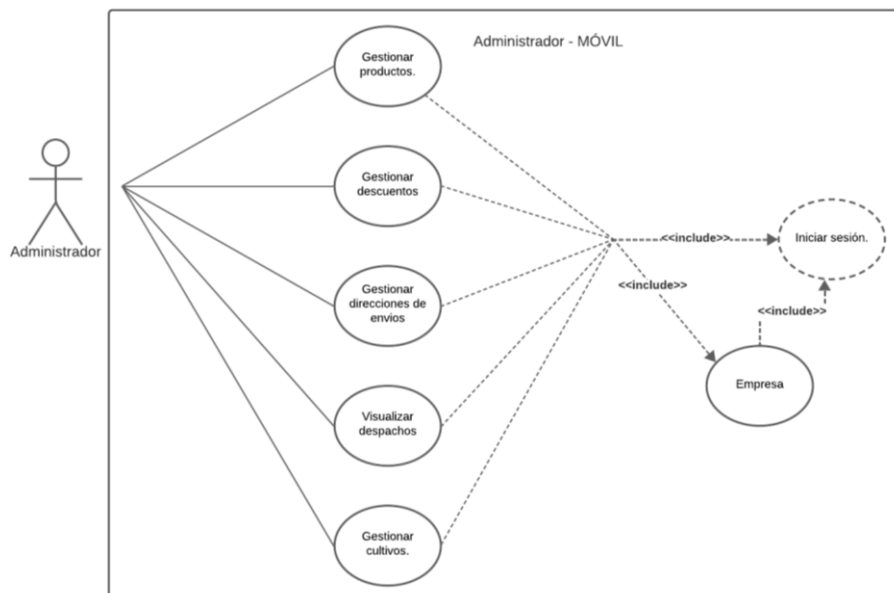 Administrador - MÓVIL
Gestionar
productos.
Administrador
Gestionar
descuentos
Gestionar
direcciones de
envios
Visualizar
despachos
Gestionar
cultivos.
<<include>>
Iniciar sesión.
<<include>>
<<include>>
Empresa